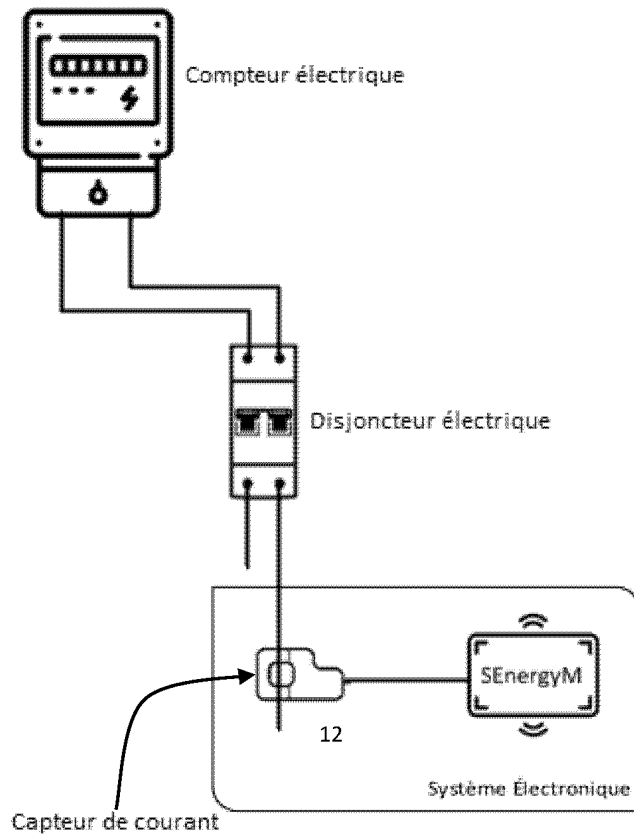 Compteur électrique
Disjoncteur électrique
SEnergyM
12
Système Électronique
Capteur de courant